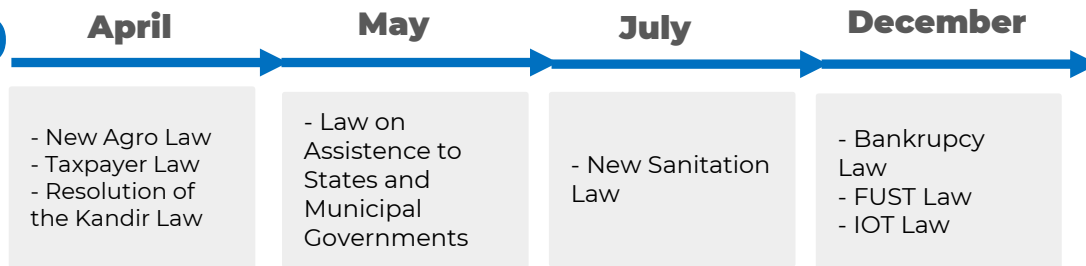 April
May
July
December
- New Agro Law
- Taxpayer Law
- Resolution of
the Kandir Law
- Law on
Assistence to
States and
Municipal
Governments
- New Sanitation
Law
- Bankrupcy
Law
- FUST Law
- IOT Law